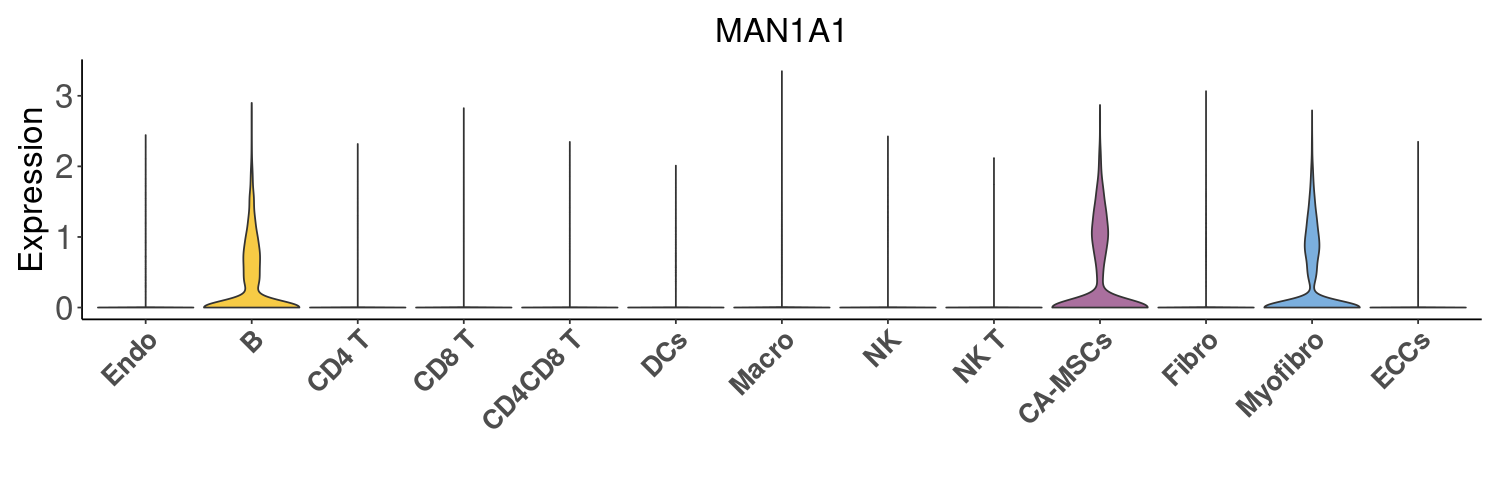 MAN1A1
Expression
3
2
1
0
Endo
B
CD4 T
CD8 T
CD4CD8 T
DCs
Macro
NK
NK T
CA-MSCs
Fibro
Myofibro
ECCs